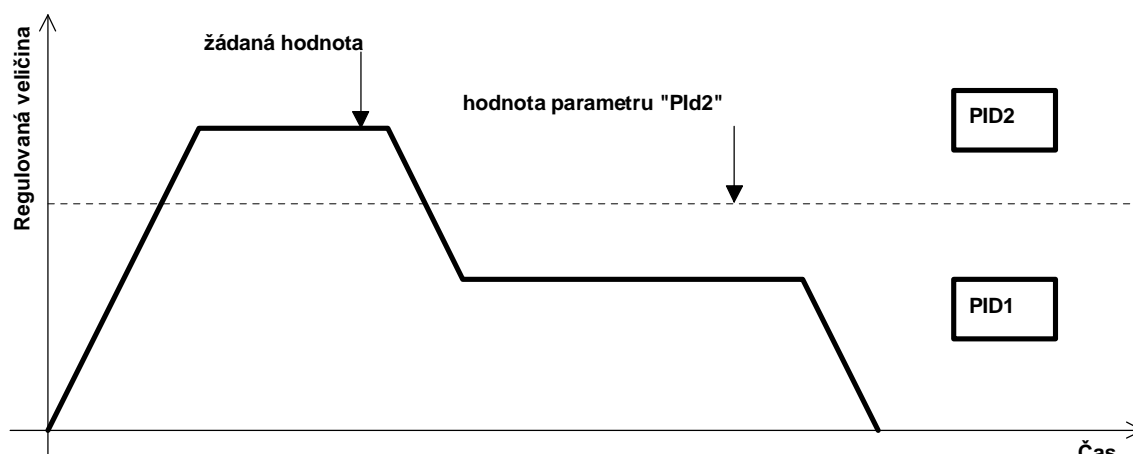 Regulovaná veličina
žádaná hodnota
hodnota parametru "PId2"
PID2
PID1
Čas